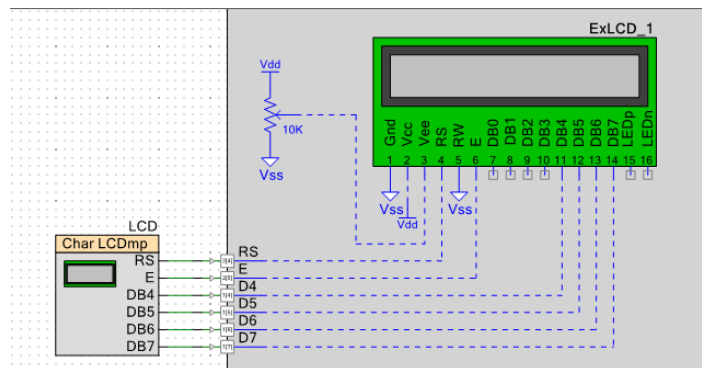 ExLCD_1
Vdd
10K
Vss
Gnd
Vcc
Vee
RS
RW
E
DB0
DB1
DB2
DB3
DB4
DB5
DB6
DB7
LEDp
LEDn
1 2 3 4 5 6 7 8 9 10 11 12 13 14 15 16
Vss
Vdd
Vss
LCD
Char LCDmp
RS
E
DB4
DB5
DB6
DB7
RS
E
D4
D5
D6
D7